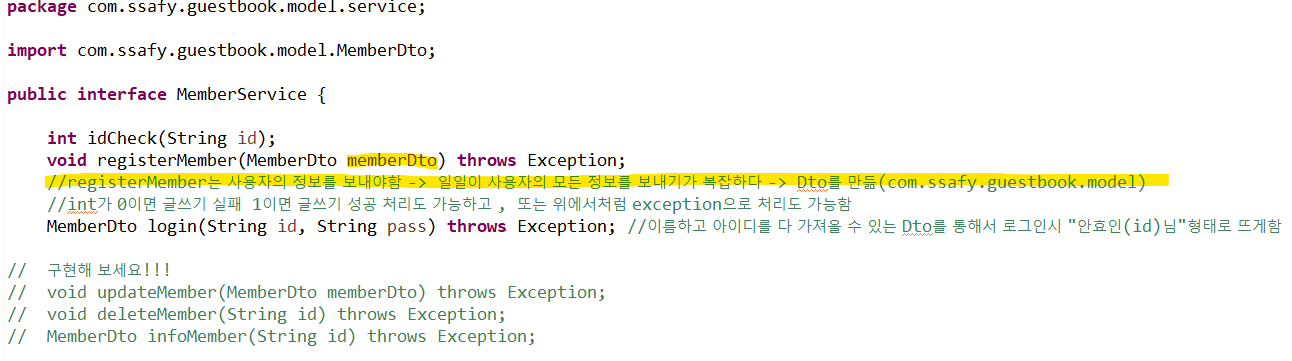 package com.ssafy.guestbook.model.service;
import com.ssafy.guestbook.model.MemberDto;
public interface MemberService {
int idCheck(String id);
void registerMember(MemberDto memberDto) throws Exception;
//registerMember는 사용자의 정보를 보내야함 -> 일일이 사용자의 모든 정보를 보내기가 복잡하다 -> Dto를 만듦(com.ssafy.guestbook.model)
//int가 0이면 글쓰기 실패 1이면 글쓰기 성공 처리도 가능하고 , 또는 위에서처럼 exception으로 처리도 가능함
MemberDto login(String id, String pass) throws Exception; //이름하고 아이디를 다 가져올 수 있는 Dto를 통해서 로그인시 "안효인(id)님"형태로 뜨게함
// 구현해 보세요!!!
// void updateMember(MemberDto memberDto) throws Exception;
// void deleteMember(String id) throws Exception;
// MemberDto infoMember(String id) throws Exception;